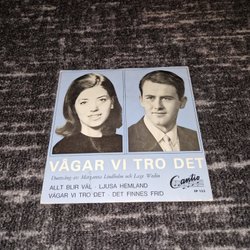 VÅGAR VI TRO DET
Duettsång av Margareta Lindholm och Lage Wedin
Cantio
ALLT BLIR VÄL - LJUSA HEMLAND
VÅGAR VI TRO DET - DET FINNES FRID